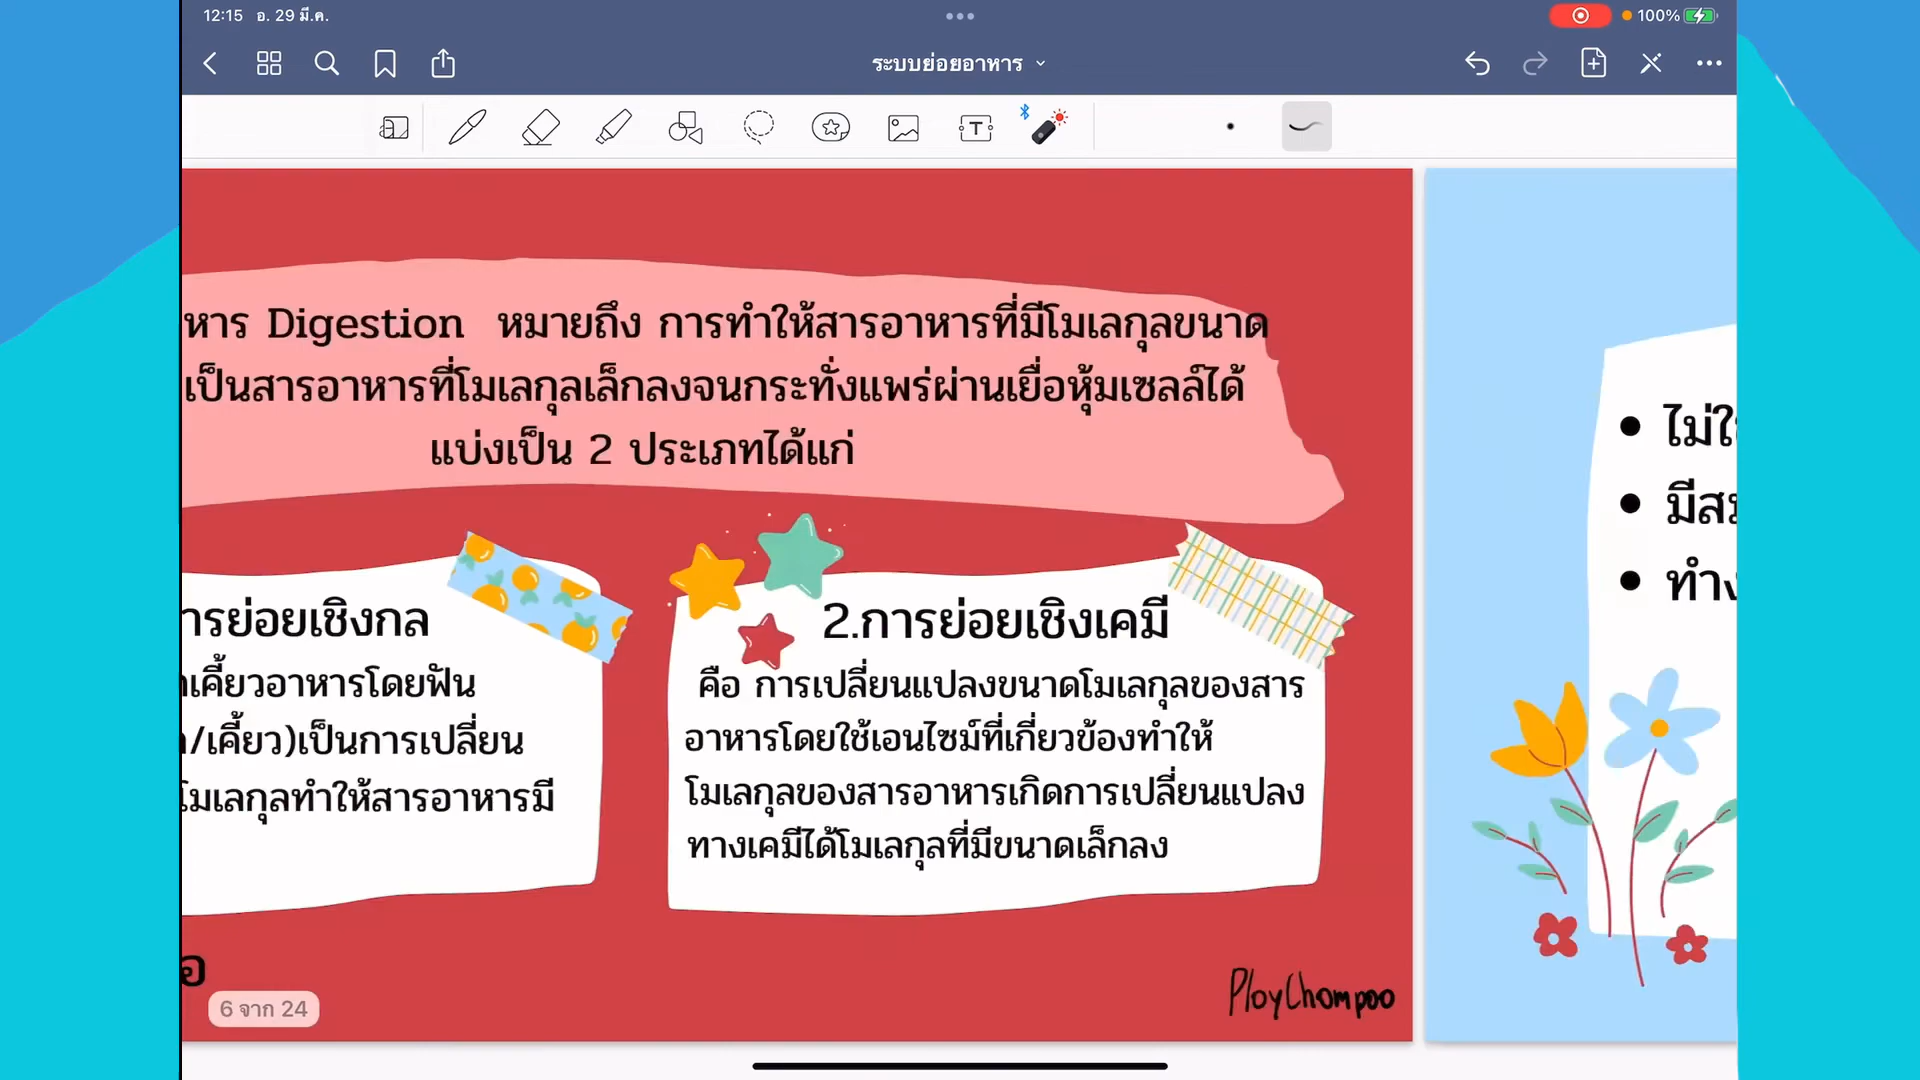 12:15 อ. 29 มี.ค.
100%
ระบบย่อยอาหาร
T
หาร Digestion หมายถึง การทำให้สารอาหารที่มีโมเลกุลขนาด
เป็นสารอาหารที่โมเลกุลเล็กลงจนกระทั่งแพร่ผ่านเยื่อหุ้มเซลล์ได้
แบ่งเป็น 2 ประเภทได้แก่
ารย่อยเชิงกล
เคี้ยวอาหารโดยฟัน
/เคี้ยว)เป็นการเปลี่ยน
โมเลกุลทำให้สารอาหารมี
2.การย่อยเชิงเคมี
คือ การเปลี่ยนแปลงขนาดโมเลกุลของสาร
อาหารโดยใช้เอนไซม์ที่เกี่ยวข้องทำให้
โมเลกุลของสารอาหารเกิดการเปลี่ยนแปลง
ทางเคมีได้โมเลกุลที่มีขนาดเล็กลง
• ไม่ใ
• มีส
• ทำง
อ
6 จาก 24
PloyChompoo